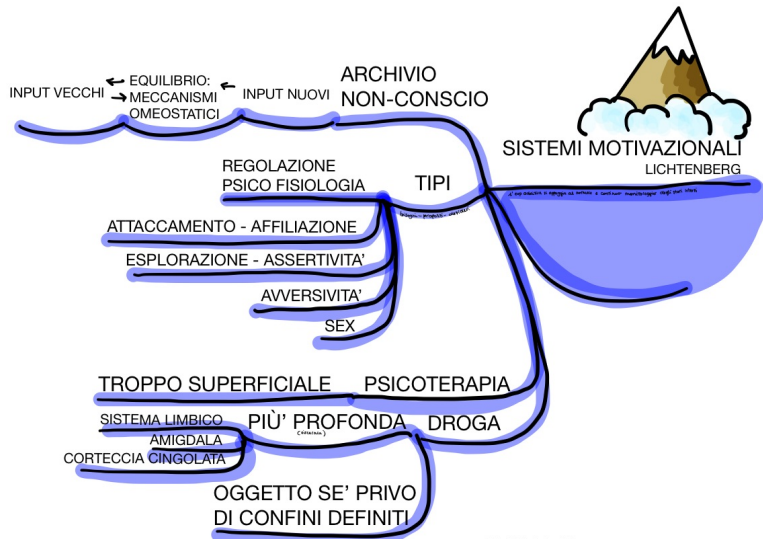 ARCHIVIO
NON-CONSCIO
INPUT VECCHI
EQUILIBRIO:
MECCANISMI
OMEOSTATICI
INPUT NUOVI
SISTEMI MOTIVAZIONALI
LICHTENBERG
TIPI
REGOLAZIONE
PSICO FISIOLOGIA
ATTACCAMENTO - AFFILIAZIONE
ESPLORAZIONE - ASSERTIVITA'
AVVERSIVITA'
SEX
TROPPO SUPERFICIALE
PSICOTERAPIA
DROGA
PIÙ' PROFONDA
SISTEMA LIMBICO
AMIGDALA
CORTECCIA CINGOLATA
OGGETTO SE' PRIVO
DI CONFINI DEFINITI